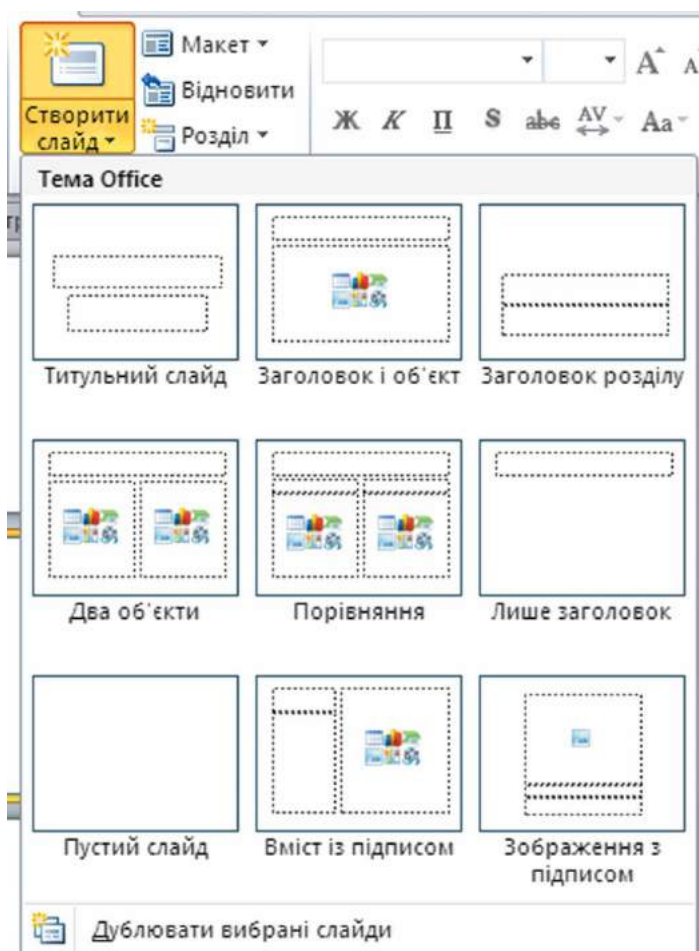 Макет
Відновити
Розділ
Створити
слайд
Ж К П S abc AV Aa
A A
Тема Office
Титульний слайд
Заголовок і об'єкт
Заголовок розділу
Два об'єкти
Порівняння
Лише заголовок
Пустий слайд
Вміст із підписом
Зображення з
підписом
Дублювати вибрані слайди